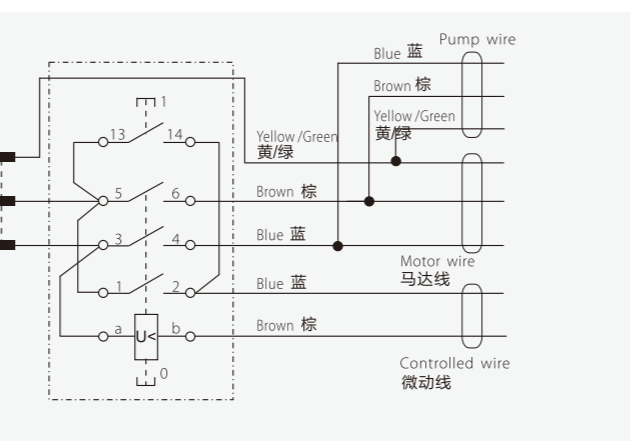 Pump wire
Blue 蓝
Brown 棕
Yellow /Green
黄/绿
1
13 14
Yellow /Green
黄/绿
5 6
Brown 棕
3 4
Blue 蓝
Motor wire
马达线
1 2
Blue 蓝
a U< b
Brown 棕
0
Controlled wire
微动线